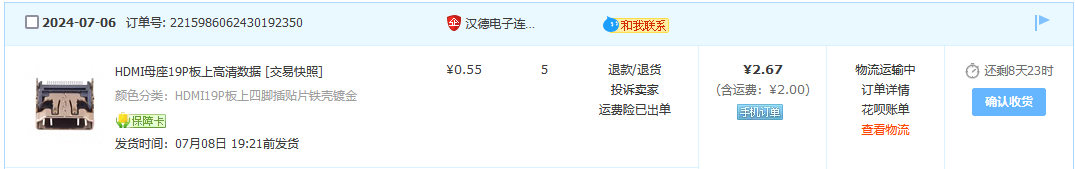 2024-07-06 订单号: 2215986062430192350 企 汉德电子连... 和我联系
HDMI母座19P板上高清数据 [交易快照] ¥0.55 5 退款/退货 ¥2.67 物流运输中 还剩8天23时
颜色分类：HDMI19P板上四脚插贴片铁壳镀金 投诉卖家 (含运费：¥2.00) 订单详情 确认收货
保障卡 运费险已出单 手机订单 花呗账单
发货时间：07月08日 19:21前发货 查看物流